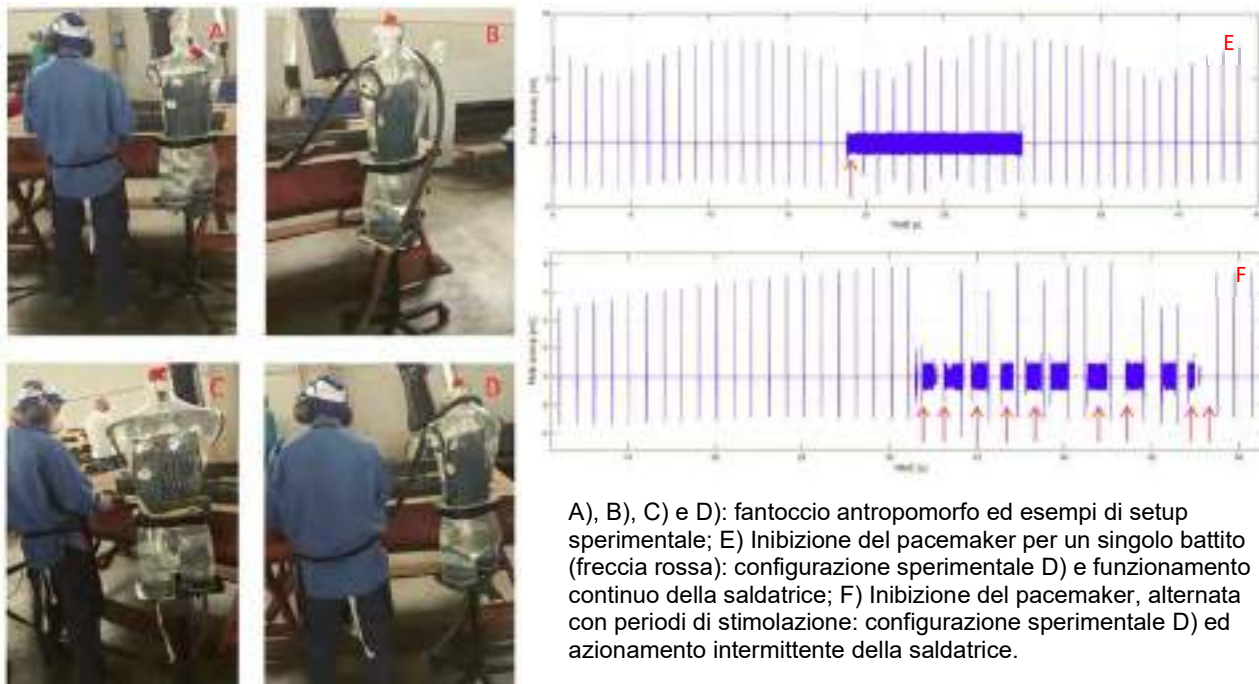 A
B
C
D
E
F
A), B), C) e D): fantoccio antropomorfo ed esempi di setup
sperimentale; E) Inibizione del pacemaker per un singolo battito
(freccia rossa): configurazione sperimentale D) e funzionamento
continuo della saldatrice; F) Inibizione del pacemaker, alternata
con periodi di stimolazione: configurazione sperimentale D) ed
azionamento intermittente della saldatrice.